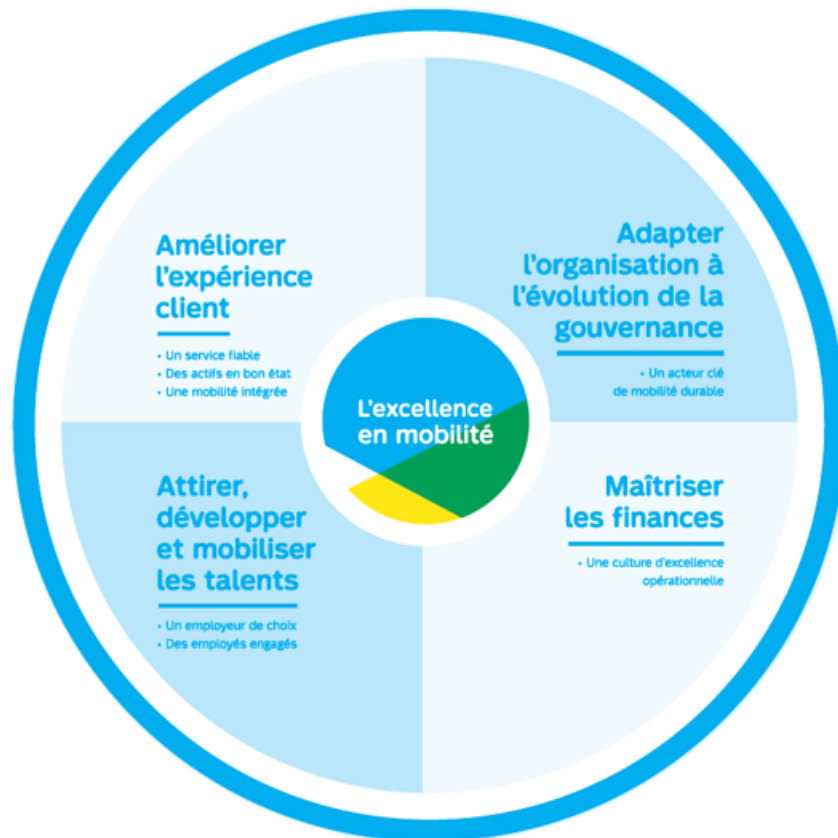 Améliorer
l'expérience
client
• Un service fiable
• Des actifs en bon état
• Une mobilité intégrée
Adapter
l'organisation à
l'évolution de la
gouvernance
• Un acteur clé
de mobilité durable
L'excellence
en mobilité
Attirer,
développer
et mobiliser
les talents
• Un employeur de choix
• Des employés engagés
Maîtriser
les finances
• Une culture d'excellence
opérationnelle